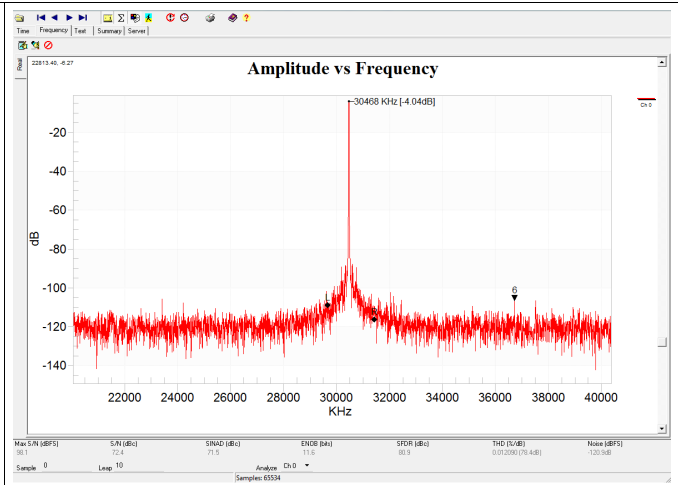 Time Frequency Text Summary Server
Real
22813.40, -6.27
Amplitude vs Frequency
30468 KHz [-4.04dB]
Ch 0
-20
-40
-60
-80
-100
-120
-140
dB
6
22000 24000 26000 28000 30000 32000 34000 36000 38000 40000
KHz
Max S/N (dBFS) S/N (dBc) SINAD (dBc) ENOB (bits) SFDR (dBc) THD (%/dB) Noise (dBFS)
98.1 72.4 71.5 11.6 80.9 0.012090 (78.4dB) -120.9dB
Sample 0 Leap 10 Analyze Ch 0
Samples: 65534